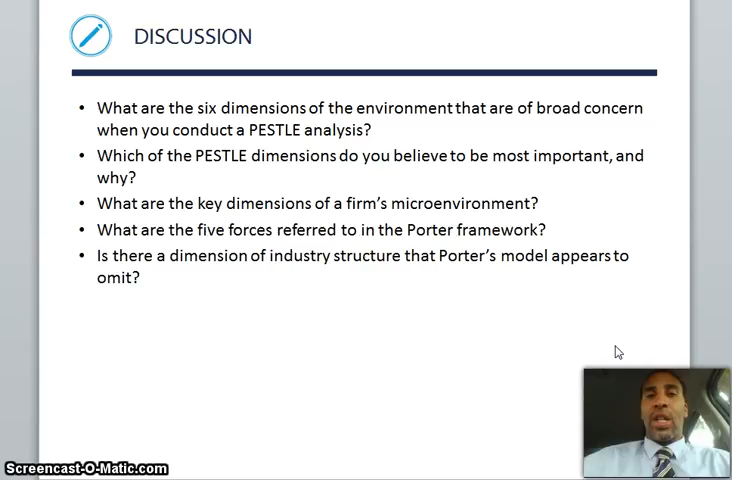 DISCUSSION
• What are the six dimensions of the environment that are of broad concern
when you conduct a PESTLE analysis?
• Which of the PESTLE dimensions do you believe to be most important, and
why?
• What are the key dimensions of a firm's microenvironment?
• What are the five forces referred to in the Porter framework?
• Is there a dimension of industry structure that Porter's model appears to
omit?
Screencast-O-Matic.com